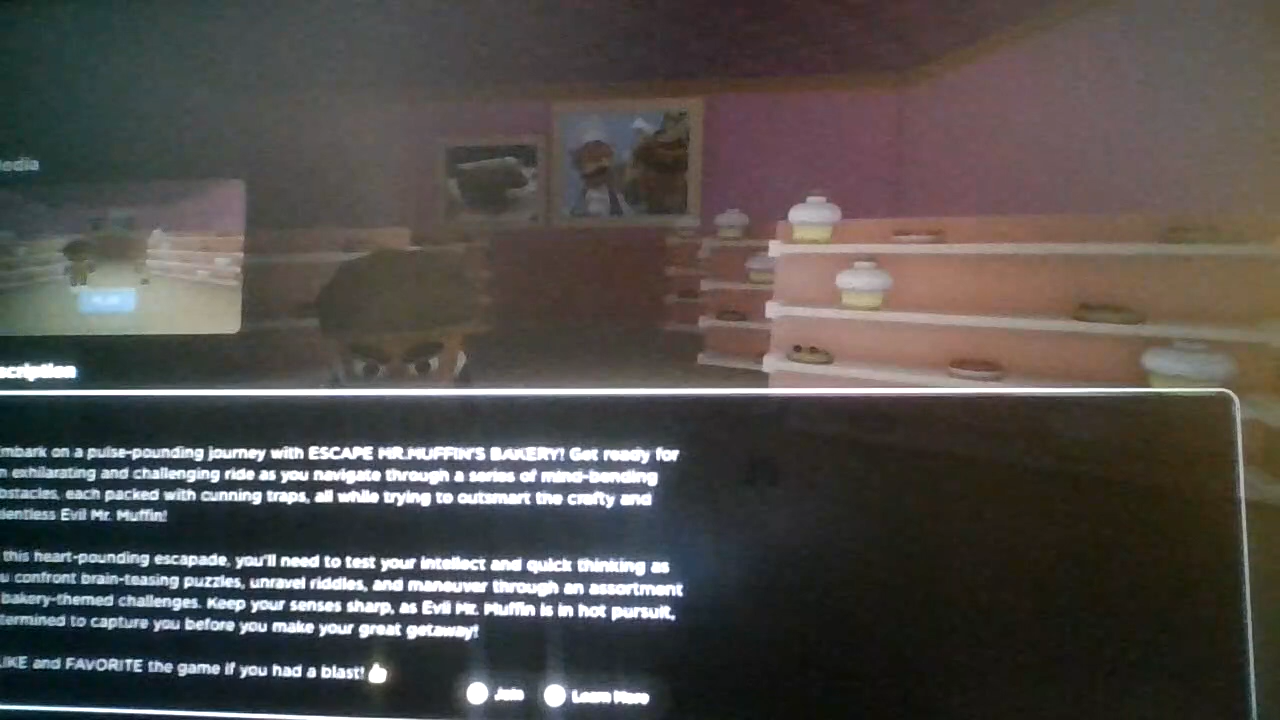 edia
PLAY
scription
mbark on a pulse-pounding journey with ESCAPE MR.MUFFIN'S BAKERY! Get ready for
n exhilarating and challenging ride as you navigate through a series of mind-bending
bstacles, each packed with cunning traps, all while trying to outsmart the crafty and
lentless Evil Mr. Muffin!
this heart-pounding escapade, you'll need to test your intellect and quick thinking as
u confront brain-teasing puzzles, unravel riddles, and maneuver through an assortment
bakery-themed challenges. Keep your senses sharp, as Evil Mr. Muffin is in hot pursuit,
termined to capture you before you make your great getaway!
LIKE and FAVORITE the game if you had a blast!👍
Join Learn More